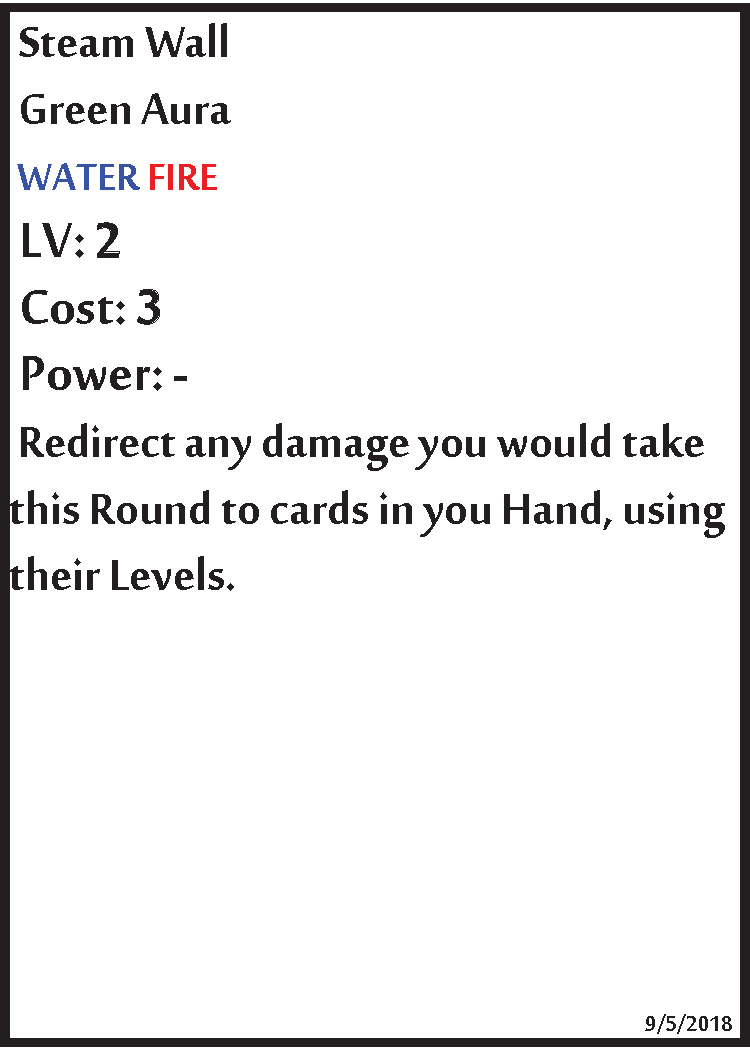 Steam Wall
Green Aura
WATER FIRE
LV: 2
Cost: 3
Power: -
Redirect any damage you would take
this Round to cards in you Hand, using
their Levels.
9/5/2018